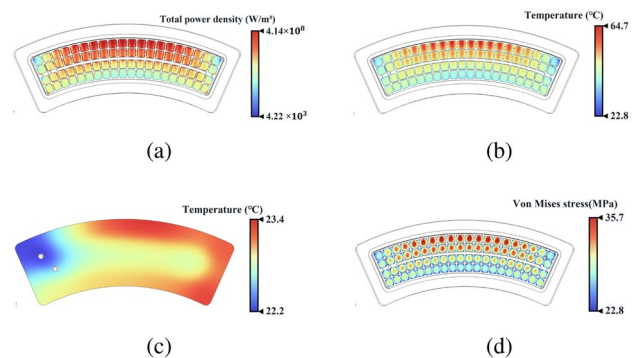 Total power density (W/m³)
4.14×10⁸
4.22 ×10³
(a)
Temperature (℃)
64.7
22.8
(b)
Temperature (℃)
23.4
22.2
(c)
Von Mises stress(MPa)
35.7
22.8
(d)